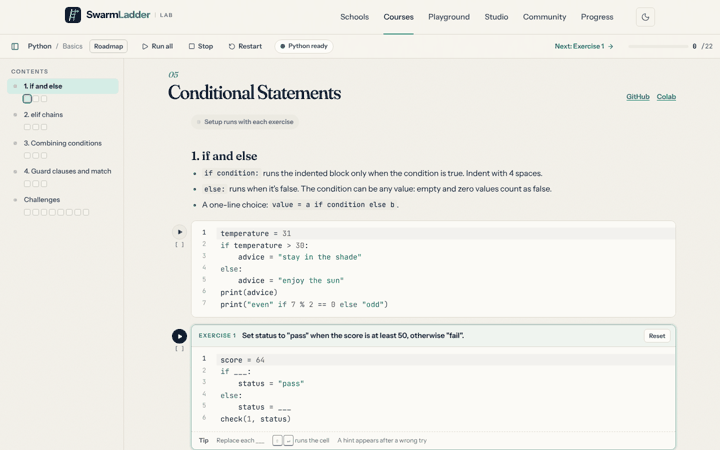 SwarmLadder | LAB
Schools Courses Playground Studio Community Progress
Python / Basics Roadmap Run all Stop Restart Python ready Next: Exercise 1 → 0 /22
CONTENTS
1. if and else
2. elif chains
3. Combining conditions
4. Guard clauses and match
Challenges
05
Conditional Statements
GitHub Colab
Setup runs with each exercise
1. if and else
• if condition: runs the indented block only when the condition is true. Indent with 4 spaces.
• else: runs when it's false. The condition can be any value: empty and zero values count as false.
• A one-line choice: value = a if condition else b .
[ ]
1 temperature = 31
2 if temperature > 30:
3 advice = "stay in the shade"
4 else:
5 advice = "enjoy the sun"
6 print(advice)
7 print("even" if 7 % 2 == 0 else "odd")
EXERCISE 1 Set status to "pass" when the score is at least 50, otherwise "fail". Reset
[ ]
1 score = 64
2 if ___:
3 status = "pass"
4 else:
5 status = ___
6 check(1, status)
Tip Replace each ___ runs the cell A hint appears after a wrong try